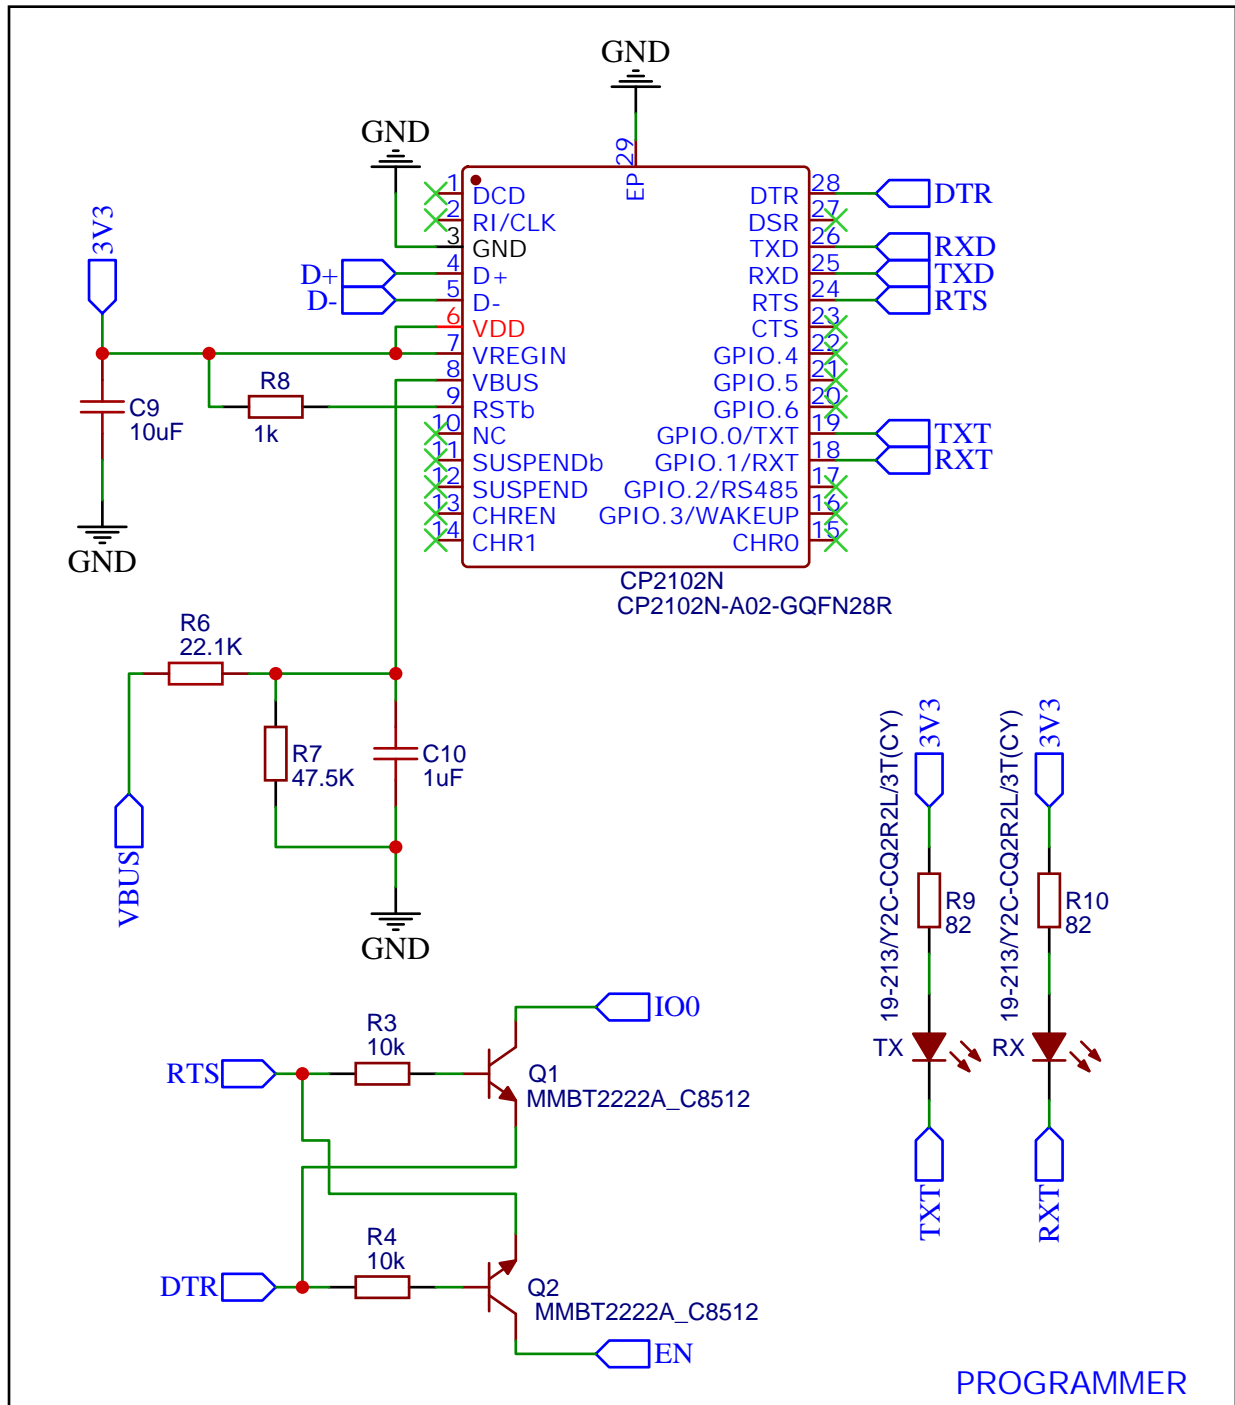 GND
29
EP
GND
3V3
D+
D-
1 DCD
2 RI/CLK
3 GND
4 D+
5 D-
6 VDD
7 VREGIN
8 VBUS
9 RSTb
10 NC
11 SUSPENDb
12 SUSPEND
13 CHREN
14 CHR1
DTR 28 DTR
DSR 27
TXD 26 RXD
RXD 25 TXD
RTS 24 RTS
CTS 23
GPIO.4 22
GPIO.5 21
GPIO.6 20
GPIO.0/TXT 19 TXT
GPIO.1/RXT 18 RXT
GPIO.2/RS485 17
GPIO.3/WAKEUP 16
CHR0 15
CP2102N
CP2102N-A02-GQFN28R
R8
1k
C9
10uF
GND
R6
22.1K
R7
47.5K
C10
1uF
VBUS
GND
3V3
19-213/Y2C-CQ2R2L/3T(CY)
R9
82
TX
TXT
3V3
19-213/Y2C-CQ2R2L/3T(CY)
R10
82
RX
RXT
IO0
R3
10k
RTS
Q1
MMBT2222A_C8512
R4
10k
DTR
Q2
MMBT2222A_C8512
EN
PROGRAMMER